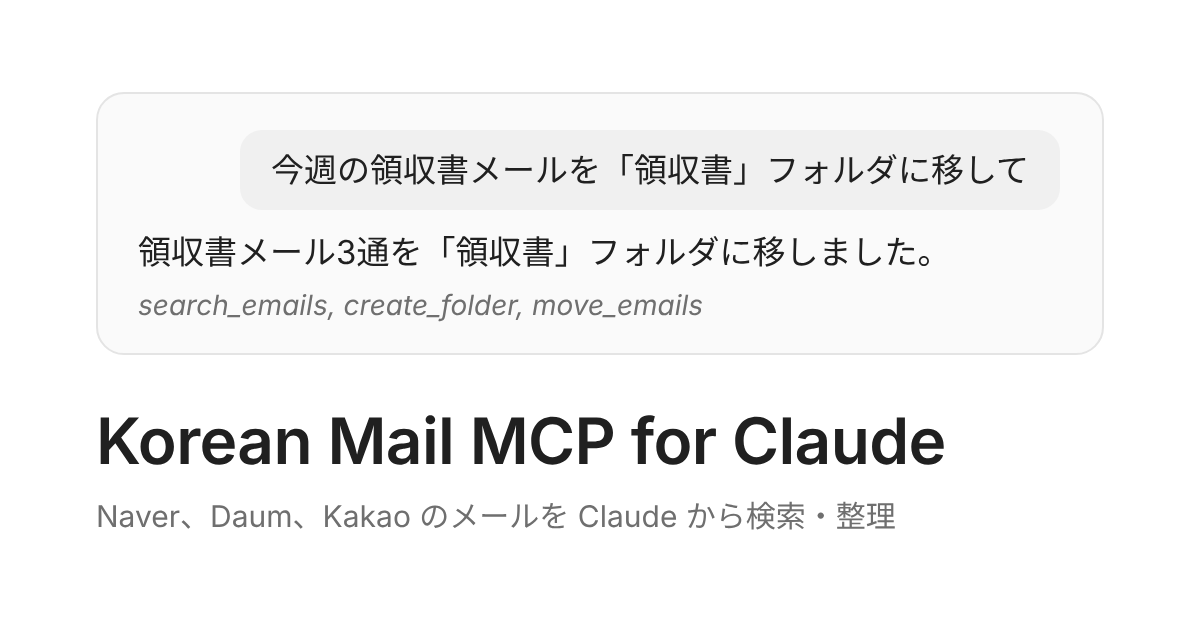 今週の領収書メールを「領収書」フォルダに移して
領収書メール3通を「領収書」フォルダに移しました。
search_emails, create_folder, move_emails
Korean Mail MCP for Claude
Naver、Daum、Kakao のメールを Claude から検索・整理